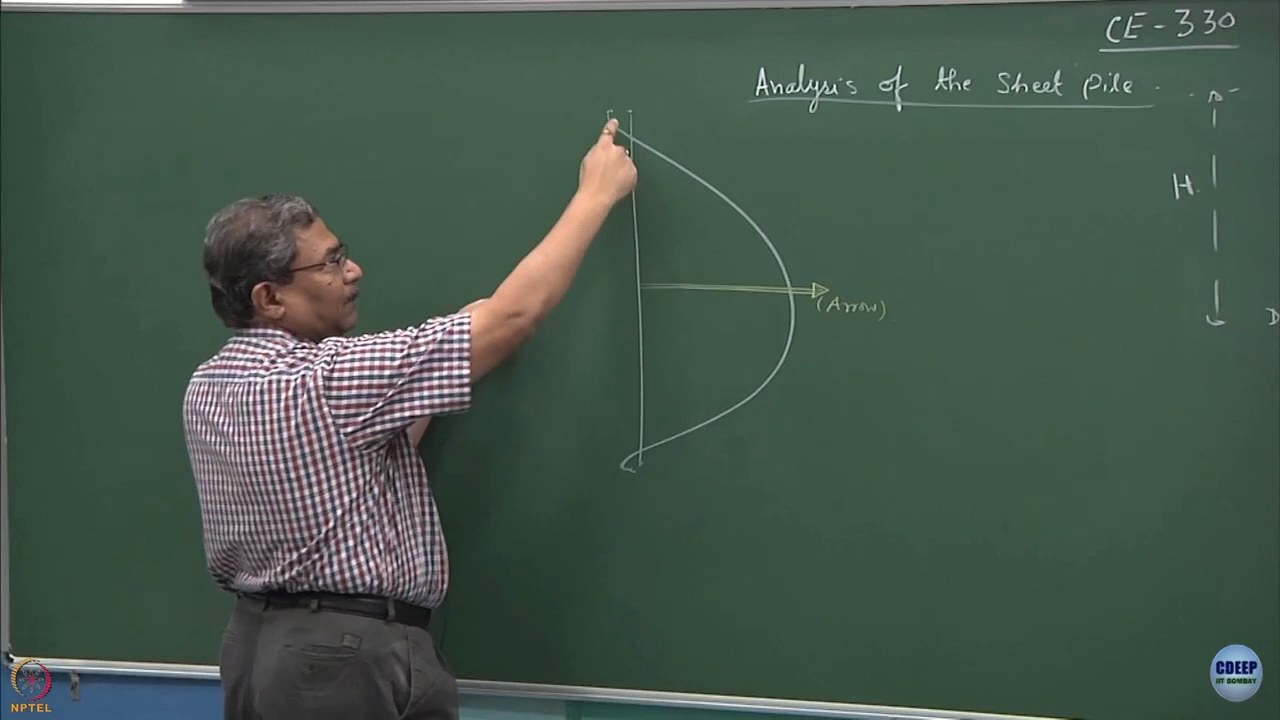 CE-330
Analysis of the Sheet Pile
H
(Arrow)
D
NPTEL
CDEEP
IIT BOMBAY